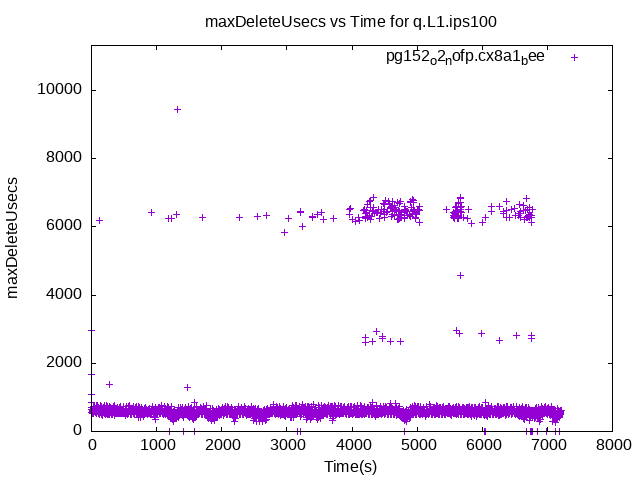 maxDeleteUsecs vs Time for q.L1.ips100
pg152o2nofp.cx8a1bee
10000
8000
6000
4000
2000
0
maxDeleteUsecs
0 1000 2000 3000 4000 5000 6000 7000 8000
Time(s)